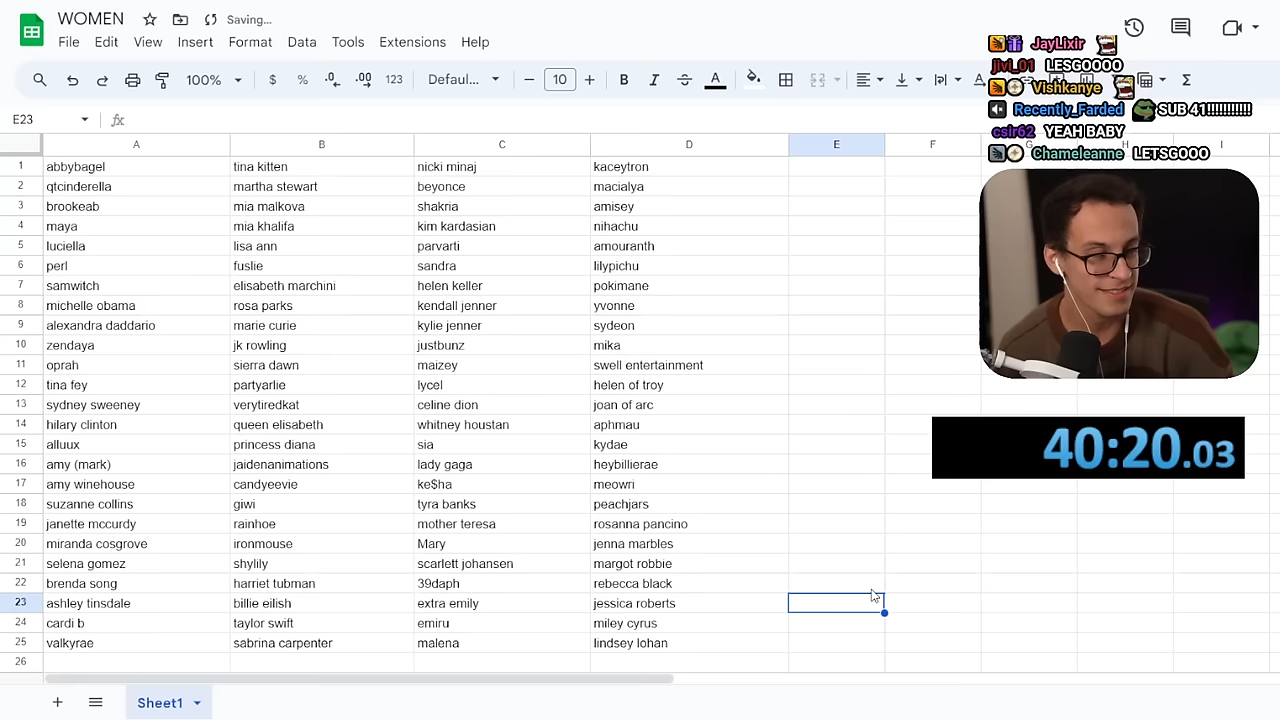 WOMEN Saving...
File Edit View Insert Format Data Tools Extensions Help
100% $ % .0 .00 123 Defaul... 10 B I S A
E23 fx
A B C D E F G H I
1 abbybagel tina kitten nicki minaj kaceytron
2 qtcinderella martha stewart beyonce macialya
3 brookeab mia malkova shakria amisey
4 maya mia khalifa kim kardasian nihachu
5 luciella lisa ann parvarti amouranth
6 perl fuslie sandra lilypichu
7 samwitch elisabeth marchini helen keller pokimane
8 michelle obama rosa parks kendall jenner yvonne
9 alexandra daddario marie curie kylie jenner sydeon
10 zendaya jk rowling justbunz mika
11 oprah sierra dawn maizey swell entertainment
12 tina fey partyarlie lycel helen of troy
13 sydney sweeney verytiredkat celine dion joan of arc
14 hilary clinton queen elisabeth whitney houstan aphmau
15 alluux princess diana sia kydae
16 amy (mark) jaidenanimations lady gaga heybillierae
17 amy winehouse candyeevie ke$ha meowri
18 suzanne collins giwi tyra banks peachjars
19 janette mccurdy rainhoe mother teresa rosanna pancino
20 miranda cosgrove ironmouse Mary jenna marbles
21 selena gomez shylily scarlett johansen margot robbie
22 brenda song harriet tubman 39daph rebecca black
23 ashley tinsdale billie eilish extra emily jessica roberts
24 cardi b taylor swift emiru miley cyrus
25 valkyrae sabrina carpenter malena lindsey lohan
26
Sheet1
JayLixir
jivi_01 LESGOOOO
Vishkanye
Recently_Farded SUB 41!!!!!!!!!!
csir62 YEAH BABY
Chameleanne LETSGOOO
40:20.03